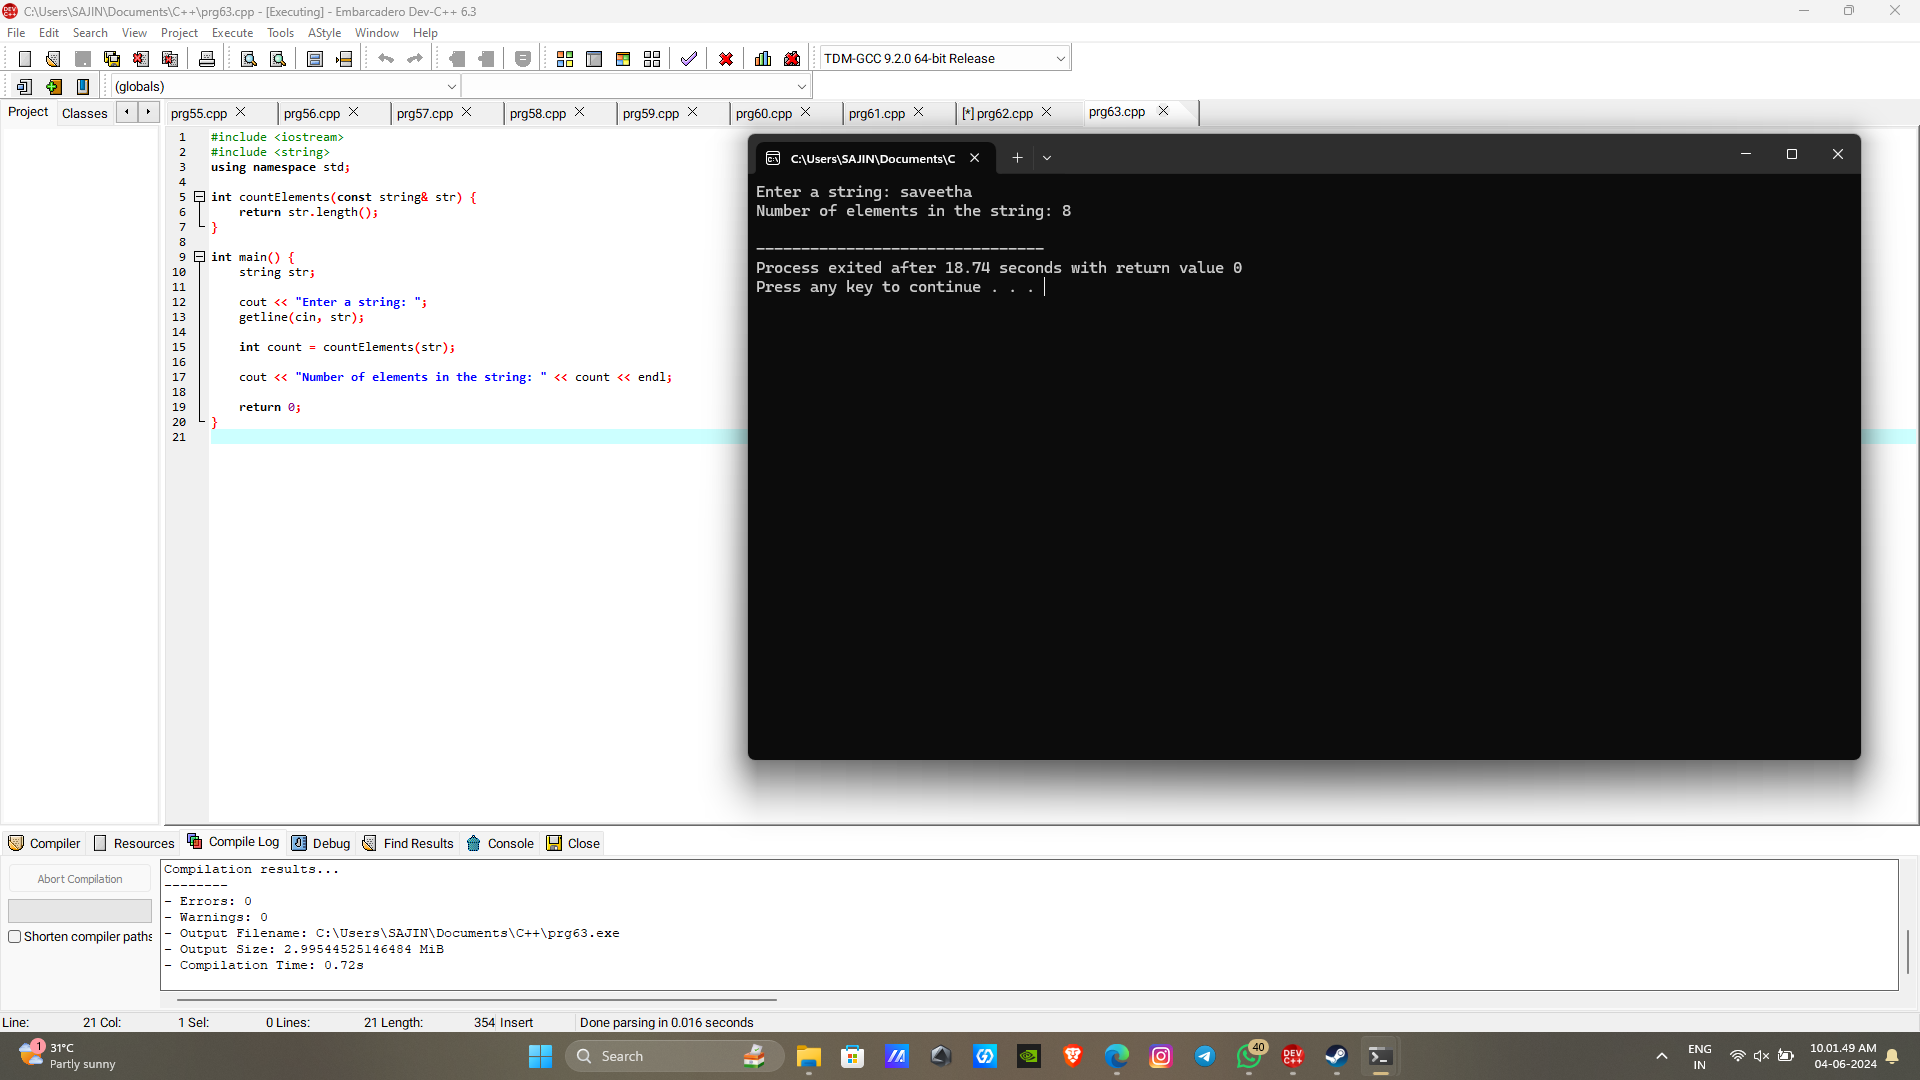 C:\Users\SAJIN\Documents\C++\prg63.cpp - [Executing] - Embarcadero Dev-C++ 6.3
File Edit Search View Project Execute Tools AStyle Window Help
TDM-GCC 9.2.0 64-bit Release
(globals)
Project Classes prg55.cpp prg56.cpp prg57.cpp prg58.cpp prg59.cpp prg60.cpp prg61.cpp [*] prg62.cpp prg63.cpp
1 #include <iostream>
2 #include <string>
3 using namespace std;
4
5 int countElements(const string& str) {
6 return str.length();
7 }
8
9 int main() {
10 string str;
11
12 cout << "Enter a string: ";
13 getline(cin, str);
14
15 int count = countElements(str);
16
17 cout << "Number of elements in the string: " << count << endl;
18
19 return 0;
20 }
21
C:\Users\SAJIN\Documents\C
Enter a string: saveetha
Number of elements in the string: 8
--------------------------------
Process exited after 18.74 seconds with return value 0
Press any key to continue . . .
Compiler Resources Compile Log Debug Find Results Console Close
Abort Compilation
Shorten compiler paths
Compilation results...
--------
- Errors: 0
- Warnings: 0
- Output Filename: C:\Users\SAJIN\Documents\C++\prg63.exe
- Output Size: 2.99544525146484 MiB
- Compilation Time: 0.72s
Line: 21 Col: 1 Sel: 0 Lines: 21 Length: 354 Insert Done parsing in 0.016 seconds
1
31°C
Partly sunny
Search
40
DEV
C++
ENG
IN
10.01.49 AM
04-06-2024